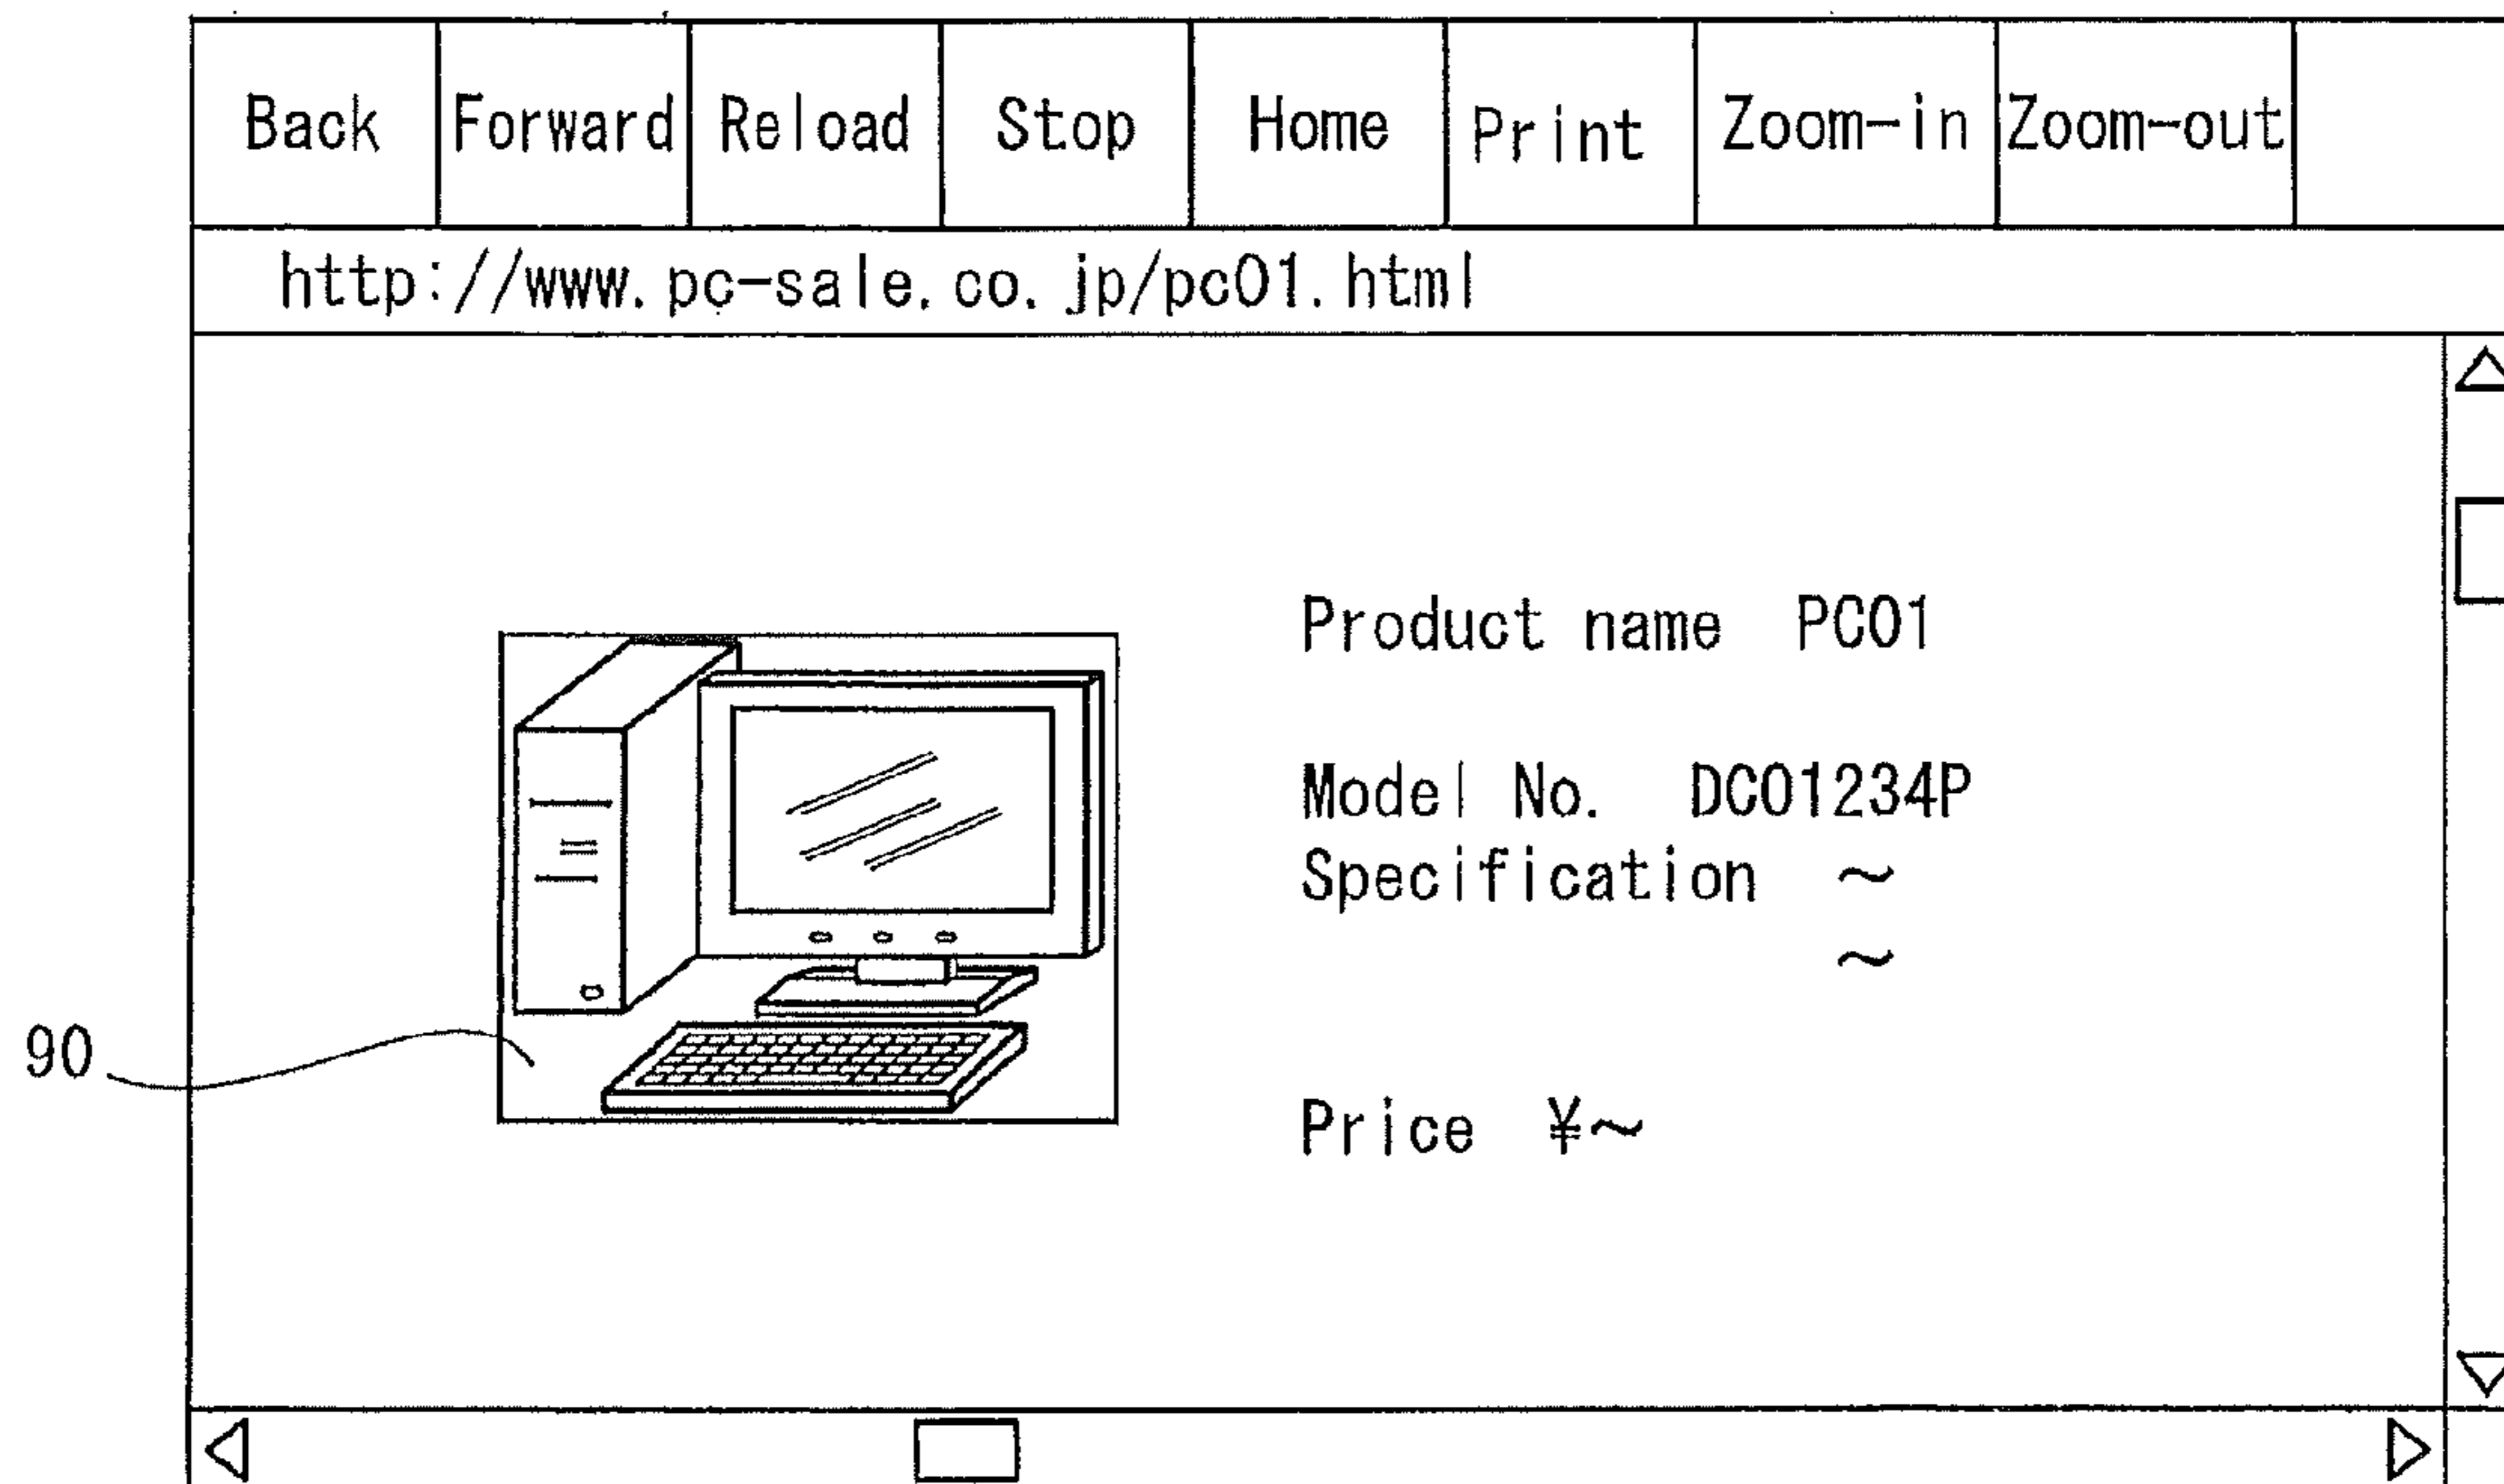 Back Forward Reload Stop Home Print Zoom-in Zoom-out
http://www.pc-sale.co.jp/pc01.html
Product name PC01
Model No. DC01234P
Specification ~
~
90
Price ¥~